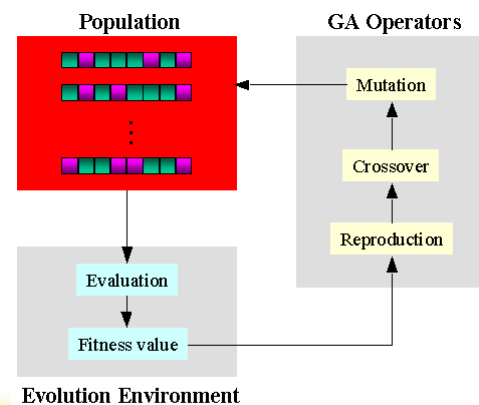 Population
GA Operators
Mutation
Crossover
Reproduction
Evaluation
Fitness value
Evolution Environment